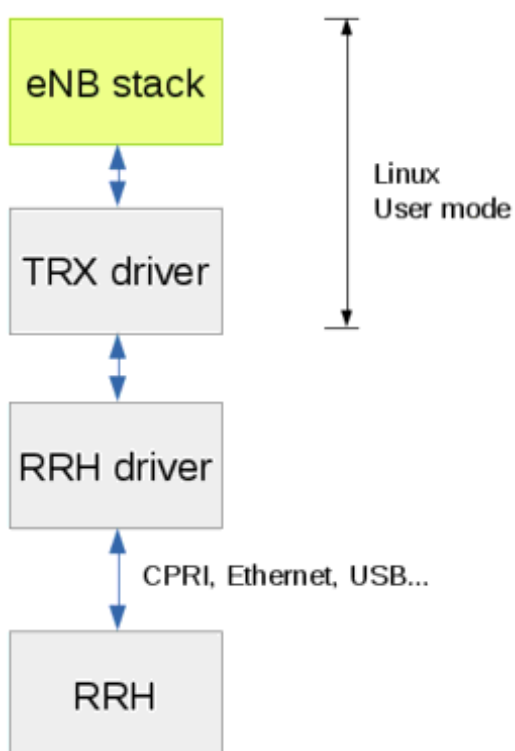 eNB stack
Linux
User mode
TRX driver
RRH driver
CPRI, Ethernet, USB...
RRH